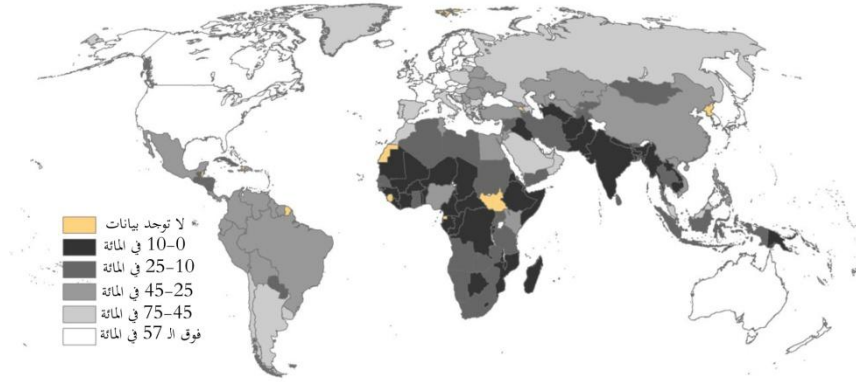 لا توجد بيانات
10-0 في المائة
25-10 في المائة
45-25 في المائة
75-45 في المائة
فوق الـ 57 في المائة